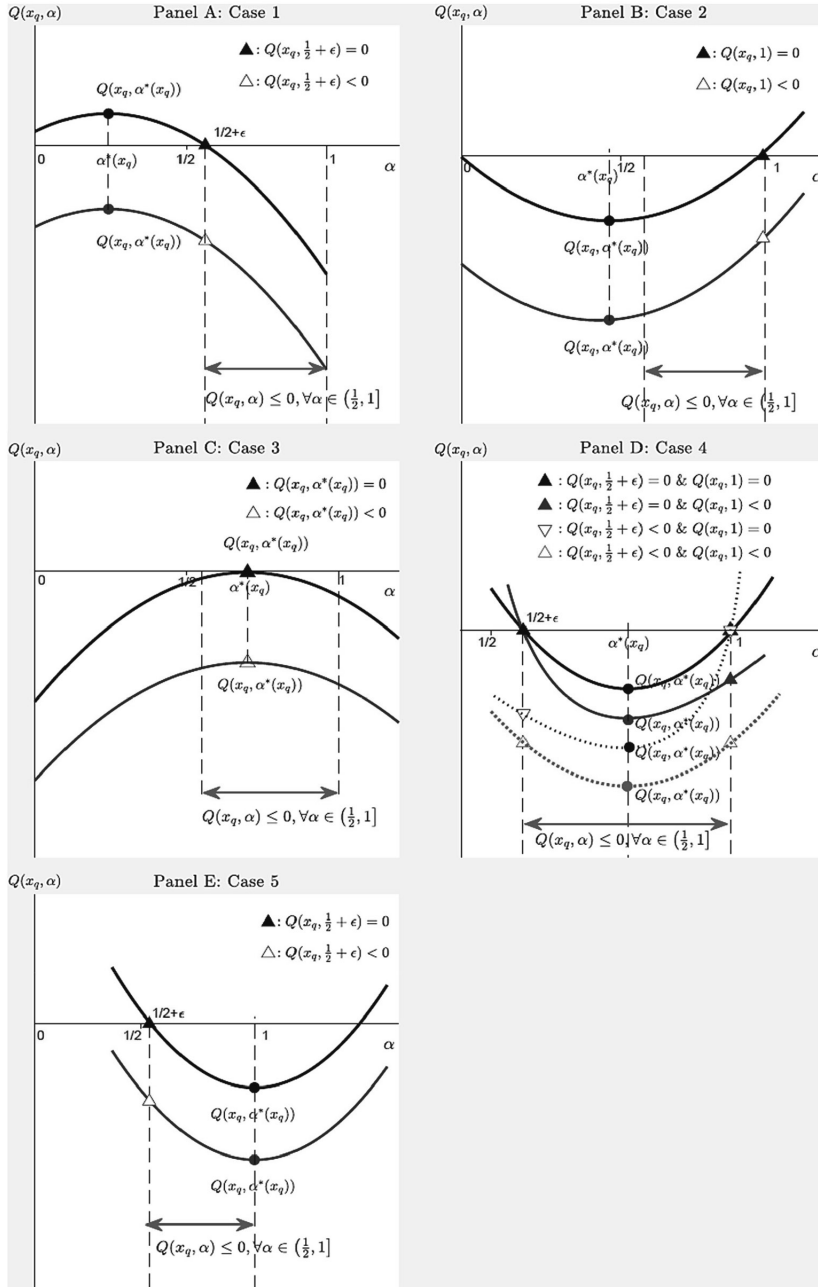 Q(x_q, α)
Panel A: Case 1
▲: Q(x_q, 1/2 + ϵ) = 0
△: Q(x_q, 1/2 + ϵ) < 0
Q(x_q, α*(x_q))
1/2+ϵ
0
α*(x_q)
1/2
1
α
Q(x_q, α*(x_q))
Q(x_q, α) ≤ 0, ∀α ∈ (1/2, 1]
Q(x_q, α)
Panel B: Case 2
▲: Q(x_q, 1) = 0
△: Q(x_q, 1) < 0
0
α*(x_q)
1/2
1
α
Q(x_q, α*(x_q))
Q(x_q, α*(x_q))
Q(x_q, α) ≤ 0, ∀α ∈ (1/2, 1]
Q(x_q, α)
Panel C: Case 3
▲: Q(x_q, α*(x_q)) = 0
△: Q(x_q, α*(x_q)) < 0
Q(x_q, α*(x_q))
0
1/2
α*(x_q)
1
α
Q(x_q, α*(x_q))
Q(x_q, α) ≤ 0, ∀α ∈ (1/2, 1]
Q(x_q, α)
Panel D: Case 4
▲: Q(x_q, 1/2 + ϵ) = 0 & Q(x_q, 1) = 0
▲: Q(x_q, 1/2 + ϵ) = 0 & Q(x_q, 1) < 0
▽: Q(x_q, 1/2 + ϵ) < 0 & Q(x_q, 1) = 0
△: Q(x_q, 1/2 + ϵ) < 0 & Q(x_q, 1) < 0
1/2+ϵ
1/2
α*(x_q)
1
α
Q(x_q, α*(x_q))
Q(x_q, α*(x_q))
Q(x_q, α*(x_q))
Q(x_q, α*(x_q))
Q(x_q, α) ≤ 0, ∀α ∈ (1/2, 1]
Q(x_q, α)
Panel E: Case 5
▲: Q(x_q, 1/2 + ϵ) = 0
△: Q(x_q, 1/2 + ϵ) < 0
1/2+ϵ
0
1/2
1
α
Q(x_q, α*(x_q))
Q(x_q, α*(x_q))
Q(x_q, α) ≤ 0, ∀α ∈ (1/2, 1]